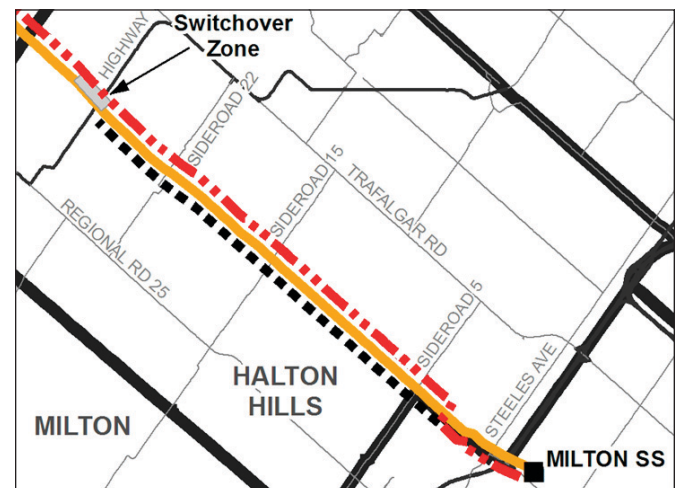 Switchover
Zone
HIGHWAY
SIDEROAD 22
SIDEROAD 15
TRAFALGAR RD
REGIONAL RD 25
SIDEROAD 5
HALTON
HILLS
STEELES AVE
MILTON
MILTON SS